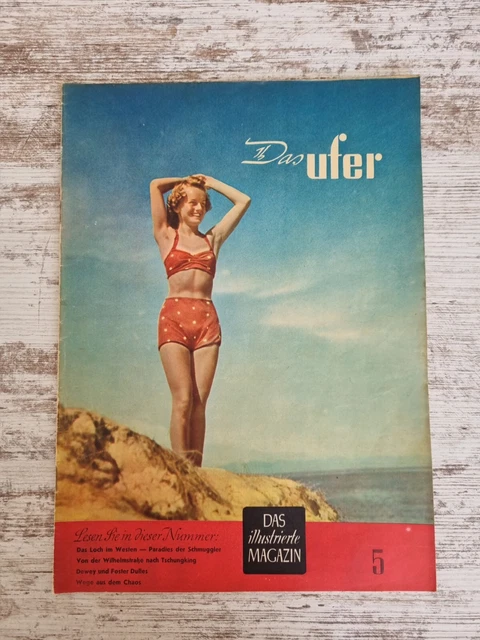 Das ufer
Lesen Sie in dieser Nummer:
Das Loch im Westen — Paradies der Schmuggler
Von der Wilhelmstraße nach Tschungking
Dewey und Foster Dulles
Wege aus dem Chaos
DAS
illustrierte
MAGAZIN
5